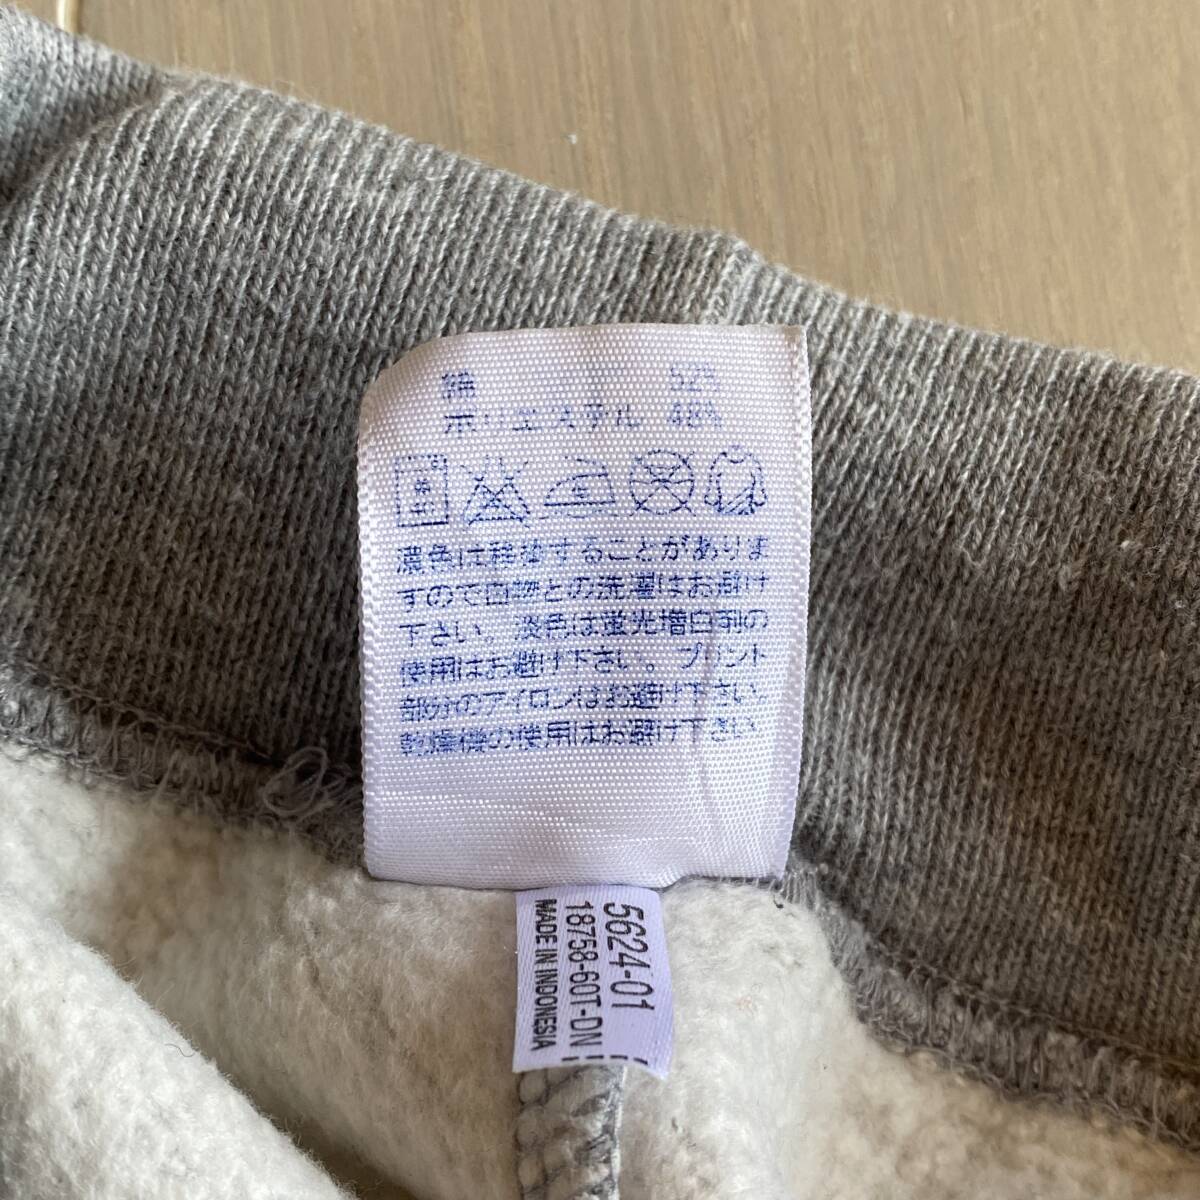 綿 52%
ポリエステル 48%
濃色は移染することがありま
すので白物との洗濯はお避け
下さい。淡色は蛍光増白剤の
使用はお避け下さい。プリント
部分のアイロンはお避け下さい。
乾燥機の使用はお避け下さい。
5624-01
18758-60T-DN
MADE IN INDONESIA